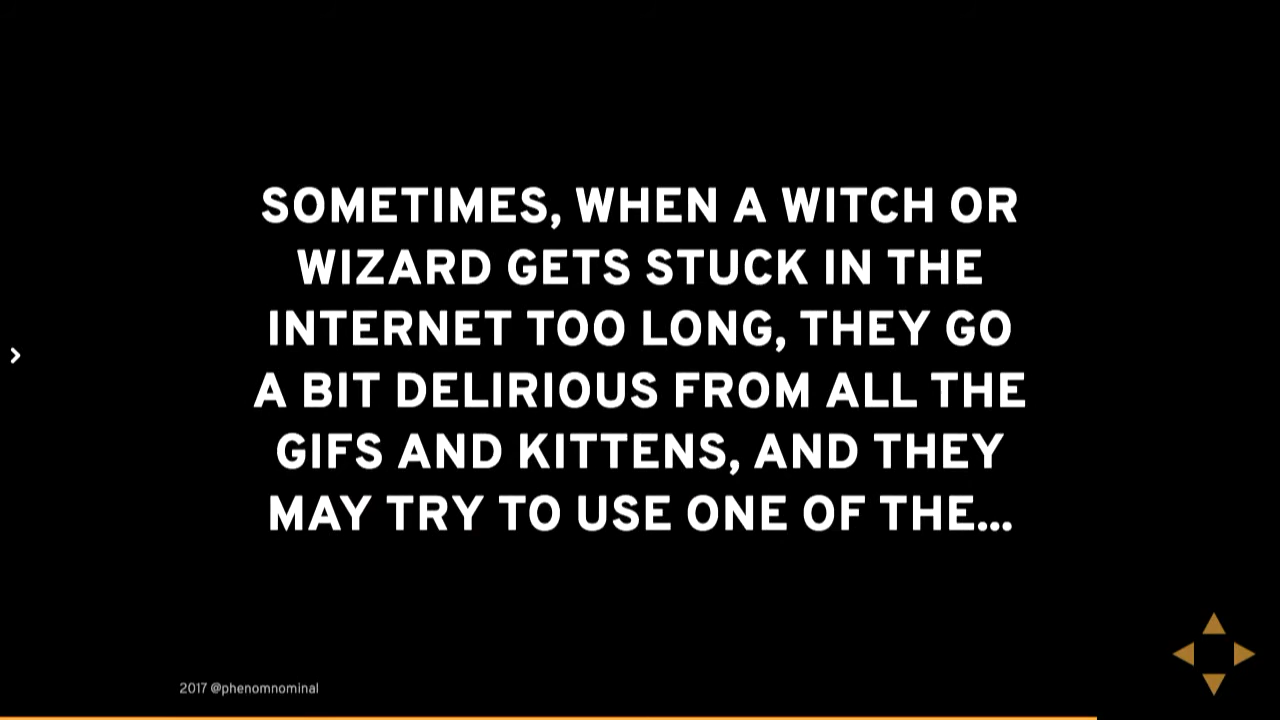 SOMETIMES, WHEN A WITCH OR
WIZARD GETS STUCK IN THE
INTERNET TOO LONG, THEY GO
A BIT DELIRIOUS FROM ALL THE
GIFS AND KITTENS, AND THEY
MAY TRY TO USE ONE OF THE...
2017 @phenomnominal